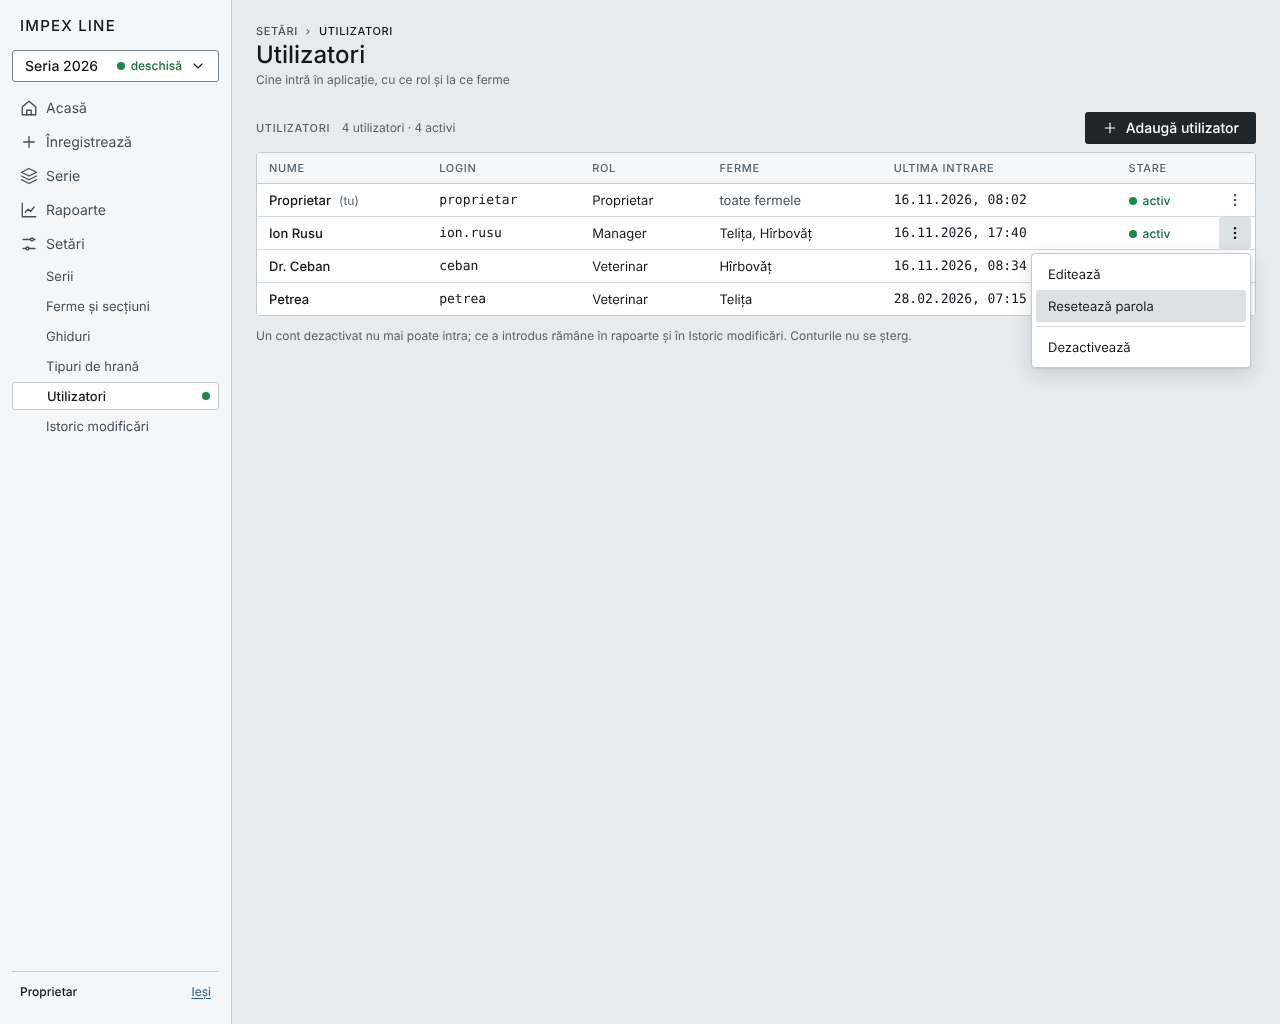 IMPEX LINE
Seria 2026 deschisă
Acasă
Înregistrează
Serie
Rapoarte
Setări
Serii
Ferme și secțiuni
Ghiduri
Tipuri de hrană
Utilizatori
Istoric modificări
Proprietar Ieși
SETĂRI › UTILIZATORI
Utilizatori
Cine intră în aplicație, cu ce rol și la ce ferme
UTILIZATORI 4 utilizatori · 4 activi
Adaugă utilizator
NUME LOGIN ROL FERME ULTIMA INTRARE STARE
Proprietar (tu) proprietar Proprietar toate fermele 16.11.2026, 08:02 activ
Ion Rusu ion.rusu Manager Telița, Hîrbovăț 16.11.2026, 17:40 activ
Dr. Ceban ceban Veterinar Hîrbovăț 16.11.2026, 08:34
Petrea petrea Veterinar Telița 28.02.2026, 07:15
Editează
Resetează parola
Dezactivează
Un cont dezactivat nu mai poate intra; ce a introdus rămâne în rapoarte și în Istoric modificări. Conturile nu se șterg.